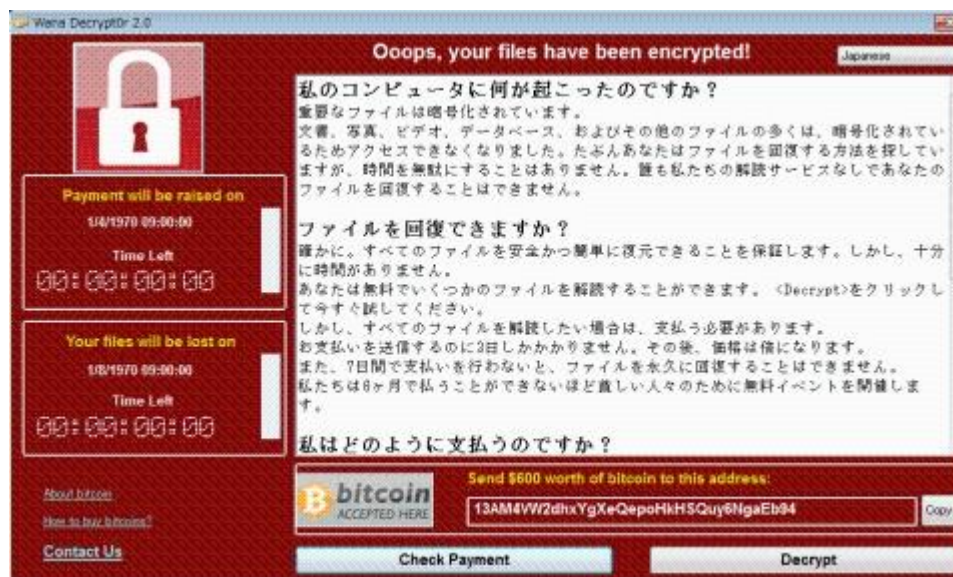 Wana Decrypt0r 2.0
Ooops, your files have been encrypted!
Japanese
私のコンピュータに何が起こったのですか？
重要なファイルは暗号化されています。
文書、写真、ビデオ、データベース、およびその他のファイルの多くは、暗号化されてい
るためアクセスできなくなりました。たぶんあなたはファイルを回復する方法を探してい
ますが、時間を無駄にすることはありません。誰も私たちの解読サービスなしであなたの
ファイルを回復することはできません。
ファイルを回復できますか？
確かに。すべてのファイルを安全かつ簡単に復元できることを保証します。しかし、十分
に時間がありません。
あなたは無料でいくつかのファイルを解読することができます。 <Decrypt>をクリックし
て今すぐ試してください。
しかし、すべてのファイルを解読したい場合は、支払う必要があります。
お支払いを送信するのに3日しかかかりません。その後、価格は倍になります。
また、7日間で支払いを行わないと、ファイルを永久に回復することはできません。
私たちは6ヶ月で払うことができないほど貧しい人々のために無料イベントを開催しま
す。
私はどのように支払うのですか？
Payment will be raised on
1/4/1970 09:00:00
Time Left
00:00:00:00
Your files will be lost on
1/8/1970 09:00:00
Time Left
00:00:00:00
About bitcoin
How to buy bitcoins?
Contact Us
bitcoin
ACCEPTED HERE
Send $600 worth of bitcoin to this address:
13AM4VW2dhxYgXeQepoHkHSQuy6NgaEb94
Copy
Check Payment
Decrypt